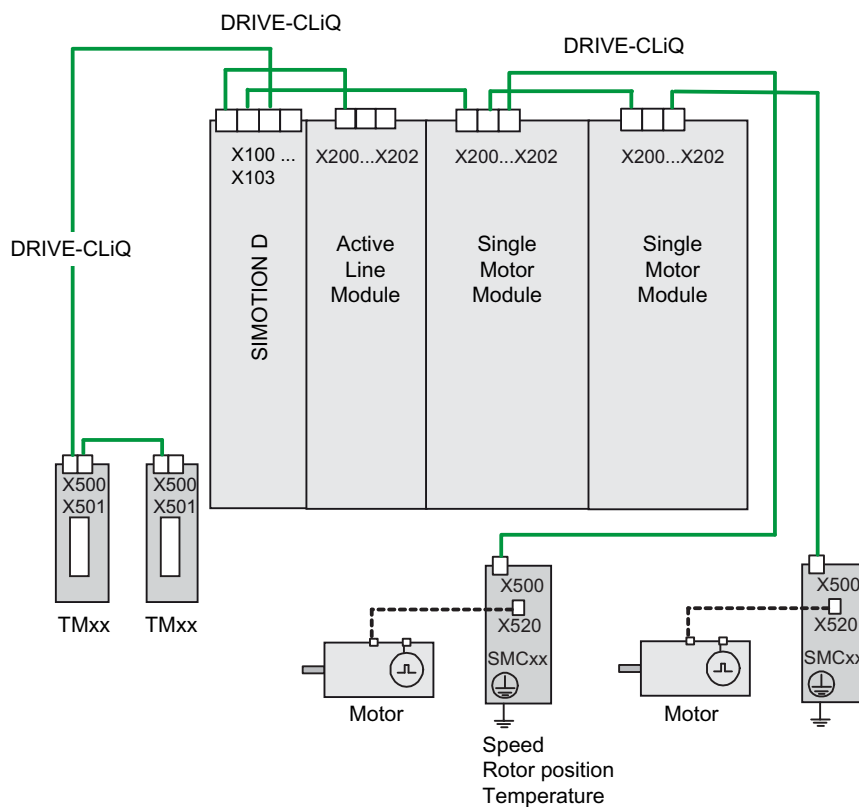 DRIVE-CLiQ
DRIVE-CLiQ
X100 ...
X103
X200...X202
X200...X202
X200...X202
DRIVE-CLiQ
SIMOTION D
Active
Line
Module
Single
Motor
Module
Single
Motor
Module
X500
X501
X500
X501
TMxx
TMxx
X500
X520
SMCxx
X500
X520
SMCxx
Motor
Motor
Speed
Rotor position
Temperature